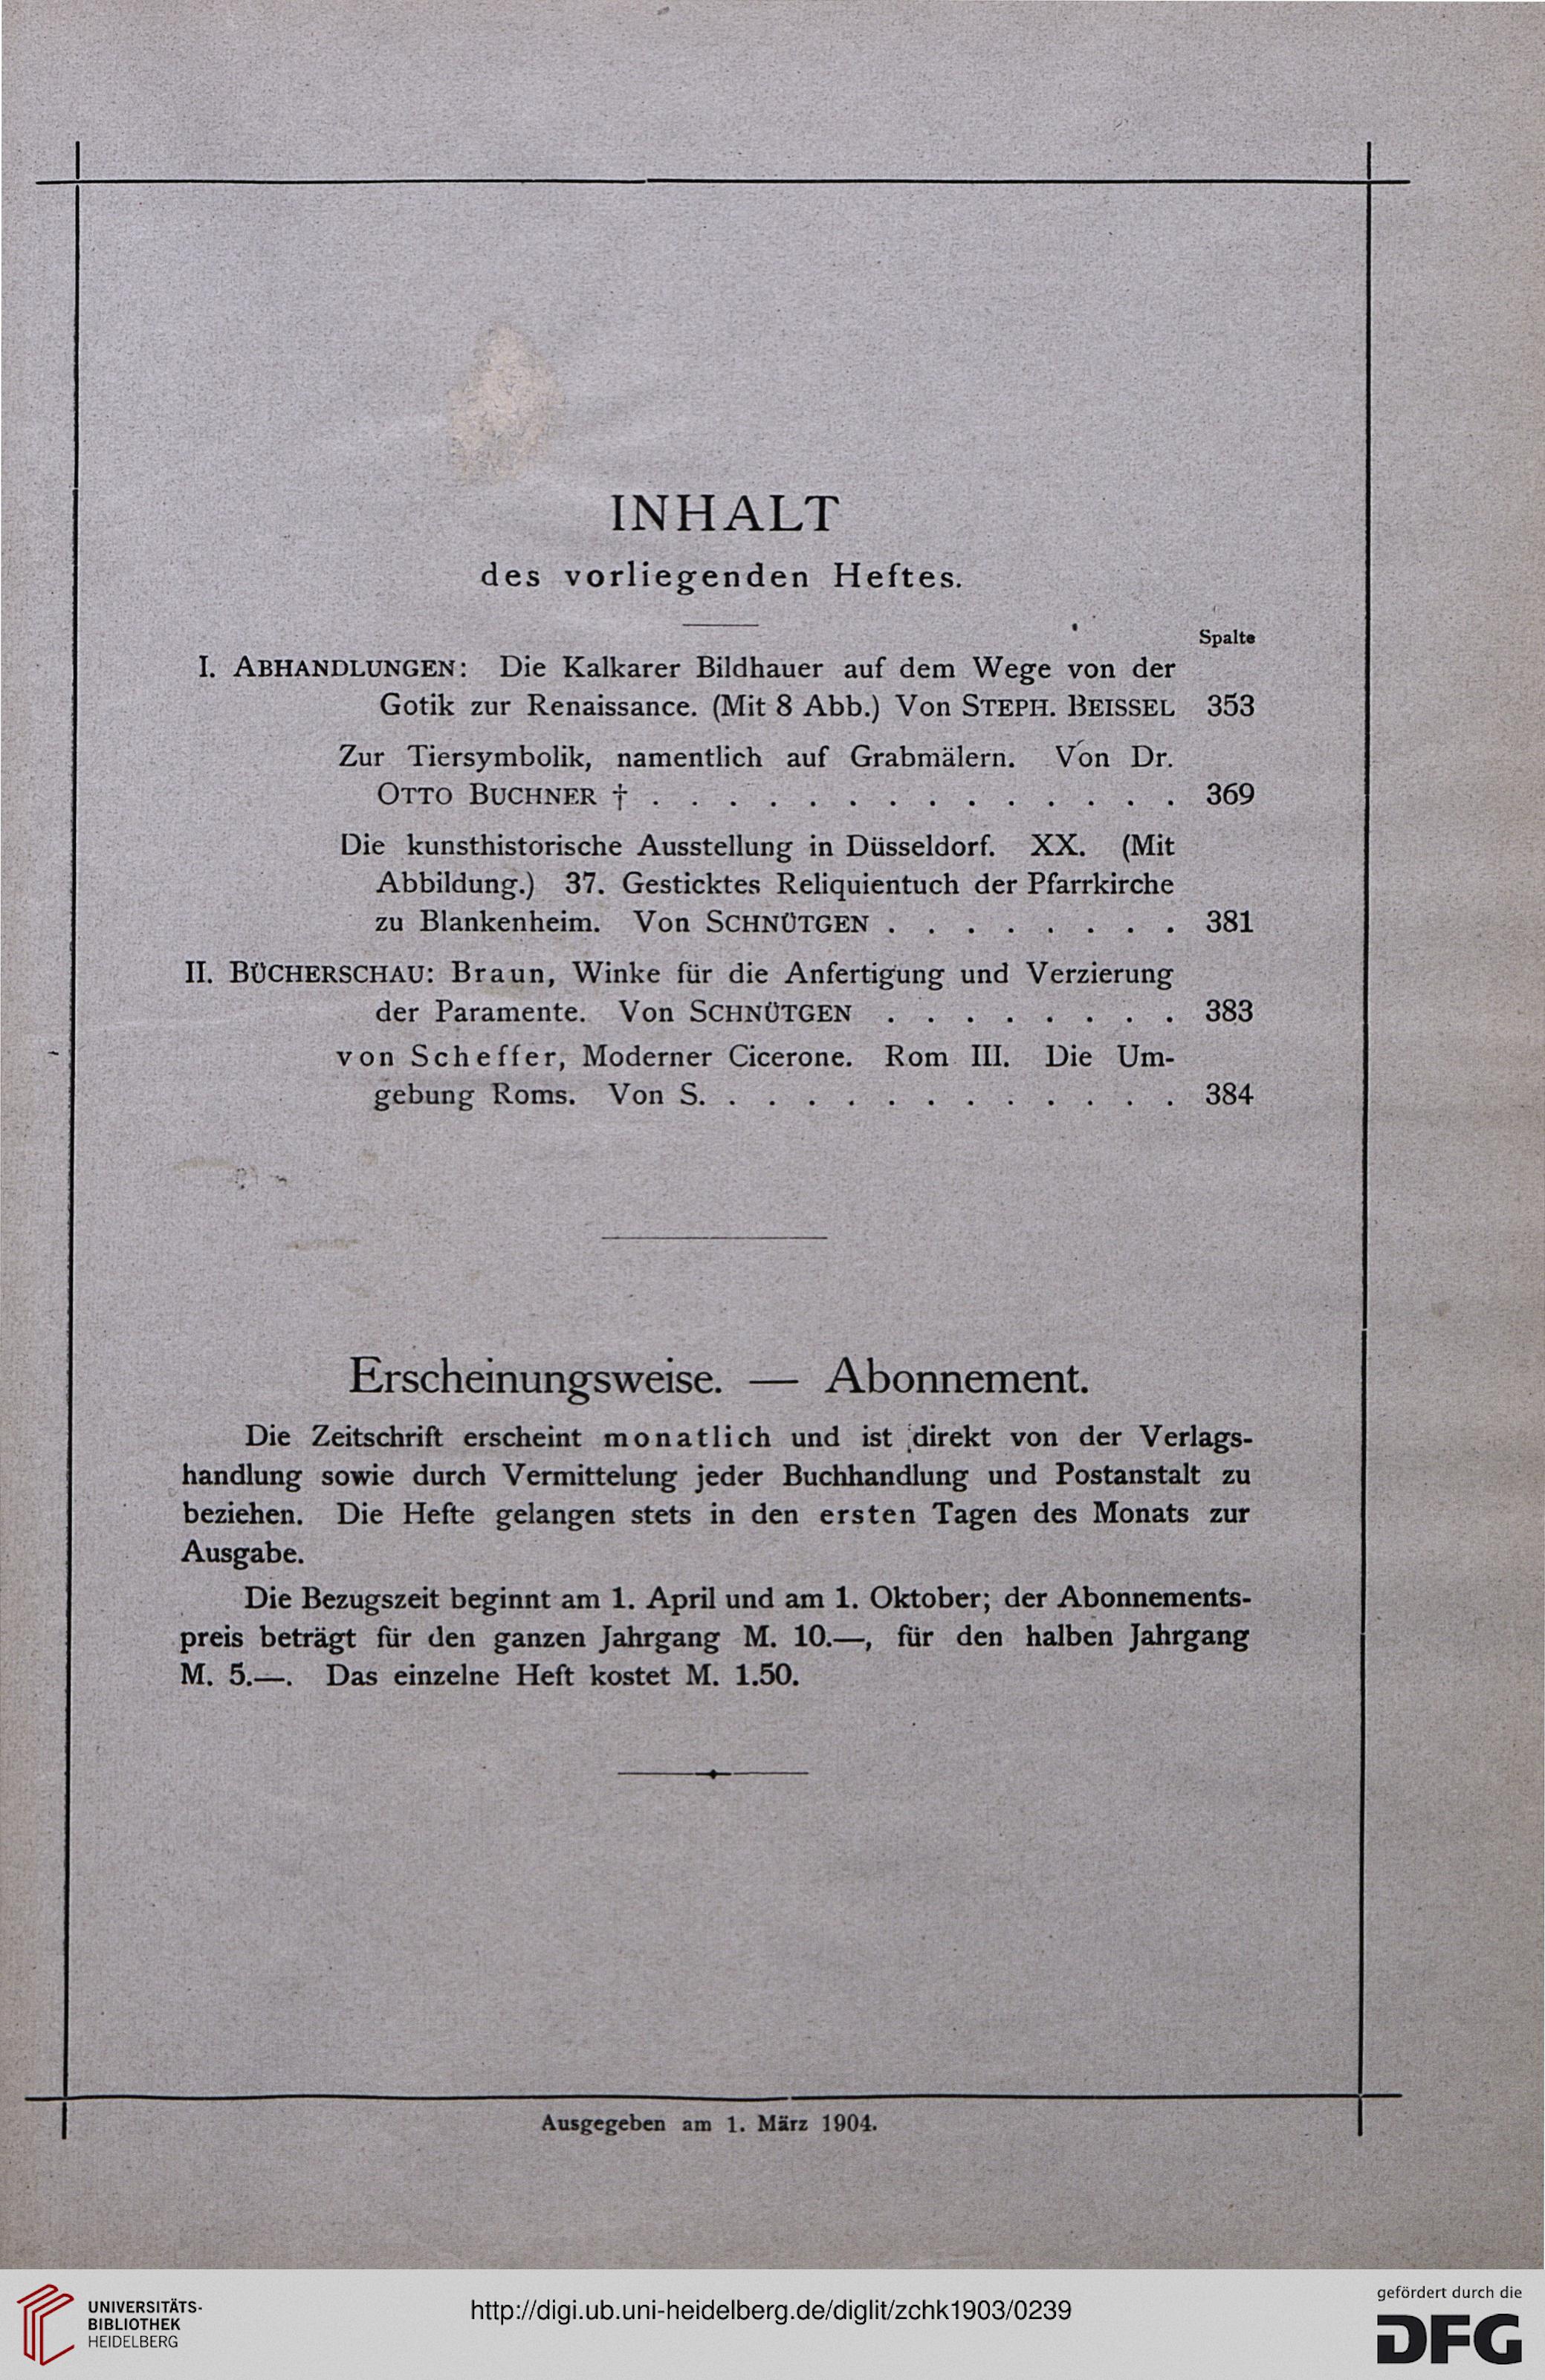 INHALT
des vorliegenden Heftes.
Spalte
I. ABHANDLUNGEN: Die Kalkarer Bildhauer auf dem Wege von der
Gotik zur Renaissance. (Mit 8 Abb.) Von STEPH. BEISSEL 353
Zur Tiersymbolik, namentlich auf Grabmälern. Von Dr.
OTTO BUCHNER † . . . . . . . . . . . . . . 369
Die kunsthistorische Ausstellung in Düsseldorf. XX. (Mit
Abbildung.) 37. Gesticktes Reliquientuch der Pfarrkirche
zu Blankenheim. Von SCHNÜTGEN . . . . . . . . 381
II. BÜCHERSCHAU: Braun, Winke für die Anfertigung und Verzierung
der Paramente. Von SCHNÜTGEN . . . . . . . . 383
von Scheffer, Moderner Cicerone. Rom III. Die Um-
gebung Roms. Von S. . . . . . . . . . . . . 384
Erscheinungsweise. — Abonnement.
Die Zeitschrift erscheint monatlich und ist direkt von der Verlags-
handlung sowie durch Vermittelung jeder Buchhandlung und Postanstalt zu
beziehen. Die Hefte gelangen stets in den ersten Tagen des Monats zur
Ausgabe.
Die Bezugszeit beginnt am 1. April und am 1. Oktober; der Abonnements-
preis beträgt für den ganzen Jahrgang M. 10.—, für den halben Jahrgang
M. 5.—. Das einzelne Heft kostet M. 1.50.
Ausgegeben am 1. März 1904.
UNIVERSITÄTS-
BIBLIOTHEK
HEIDELBERG
http://digi.ub.uni-heidelberg.de/diglit/zchk1903/0239
gefördert durch die
DFG